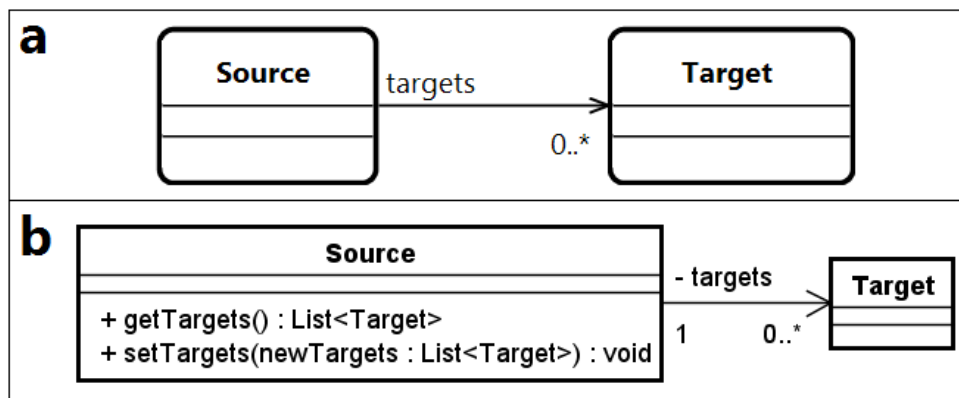 a
Source
Target
targets
0..*
b
Source
+ getTargets() : List<Target>
+ setTargets(newTargets : List<Target>) : void
- targets
1
0..*
Target